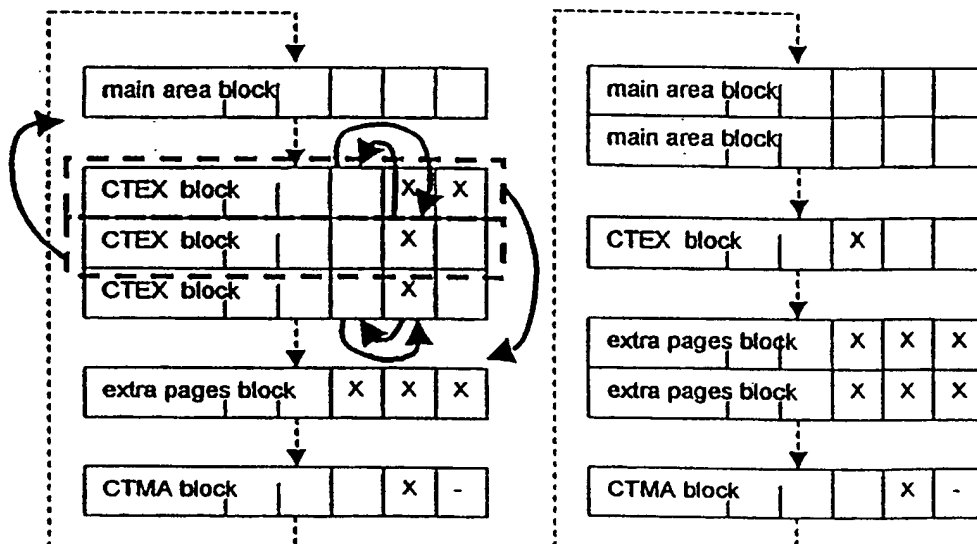 main area block
CTEX block X X
CTEX block X
CTEX block X
extra pages block X X X
CTMA block X -
main area block
main area block
CTEX block X
extra pages block X X X
extra pages block X X X
CTMA block X -